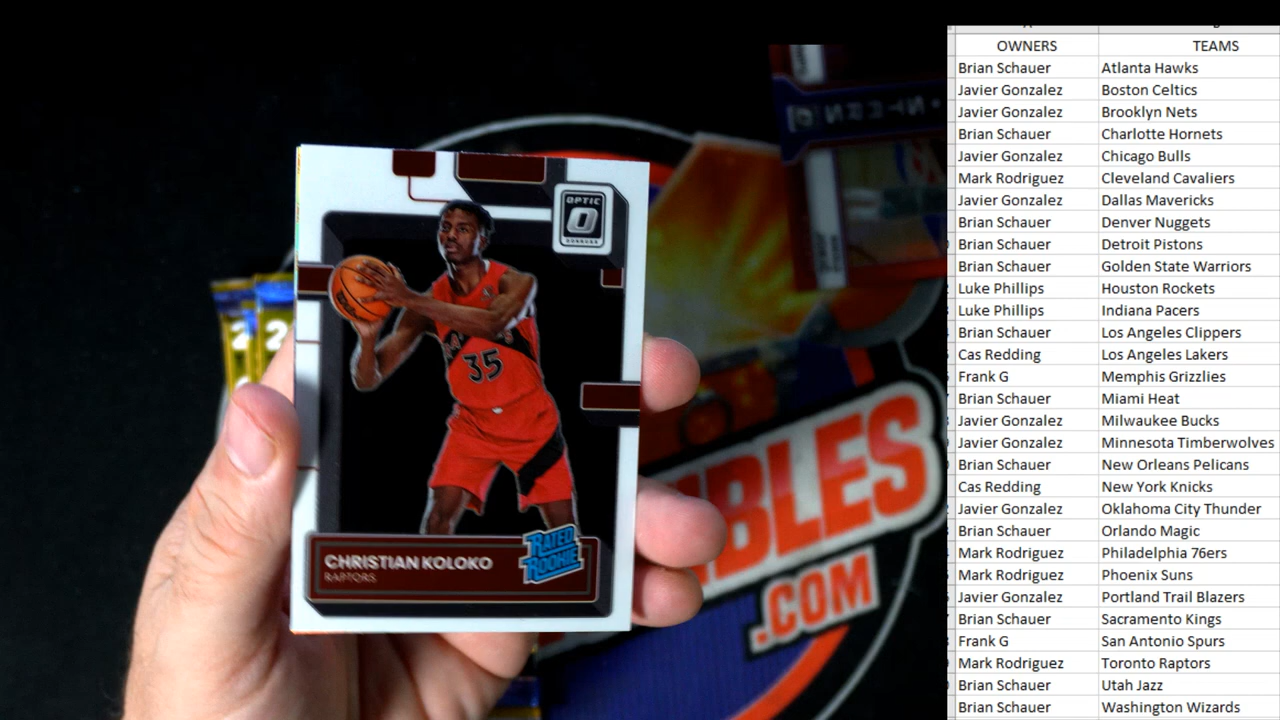 OPTIC
DONRUSS
35
RATED
ROOKIE
CHRISTIAN KOLOKO
RAPTORS
BLES
.COM
OWNERS TEAMS
Brian Schauer Atlanta Hawks
Javier Gonzalez Boston Celtics
Javier Gonzalez Brooklyn Nets
Brian Schauer Charlotte Hornets
Javier Gonzalez Chicago Bulls
Mark Rodriguez Cleveland Cavaliers
Javier Gonzalez Dallas Mavericks
Brian Schauer Denver Nuggets
Brian Schauer Detroit Pistons
Brian Schauer Golden State Warriors
Luke Phillips Houston Rockets
Luke Phillips Indiana Pacers
Brian Schauer Los Angeles Clippers
Cas Redding Los Angeles Lakers
Frank G Memphis Grizzlies
Brian Schauer Miami Heat
Javier Gonzalez Milwaukee Bucks
Javier Gonzalez Minnesota Timberwolves
Brian Schauer New Orleans Pelicans
Cas Redding New York Knicks
Javier Gonzalez Oklahoma City Thunder
Brian Schauer Orlando Magic
Mark Rodriguez Philadelphia 76ers
Mark Rodriguez Phoenix Suns
Javier Gonzalez Portland Trail Blazers
Brian Schauer Sacramento Kings
Frank G San Antonio Spurs
Mark Rodriguez Toronto Raptors
Brian Schauer Utah Jazz
Brian Schauer Washington Wizards